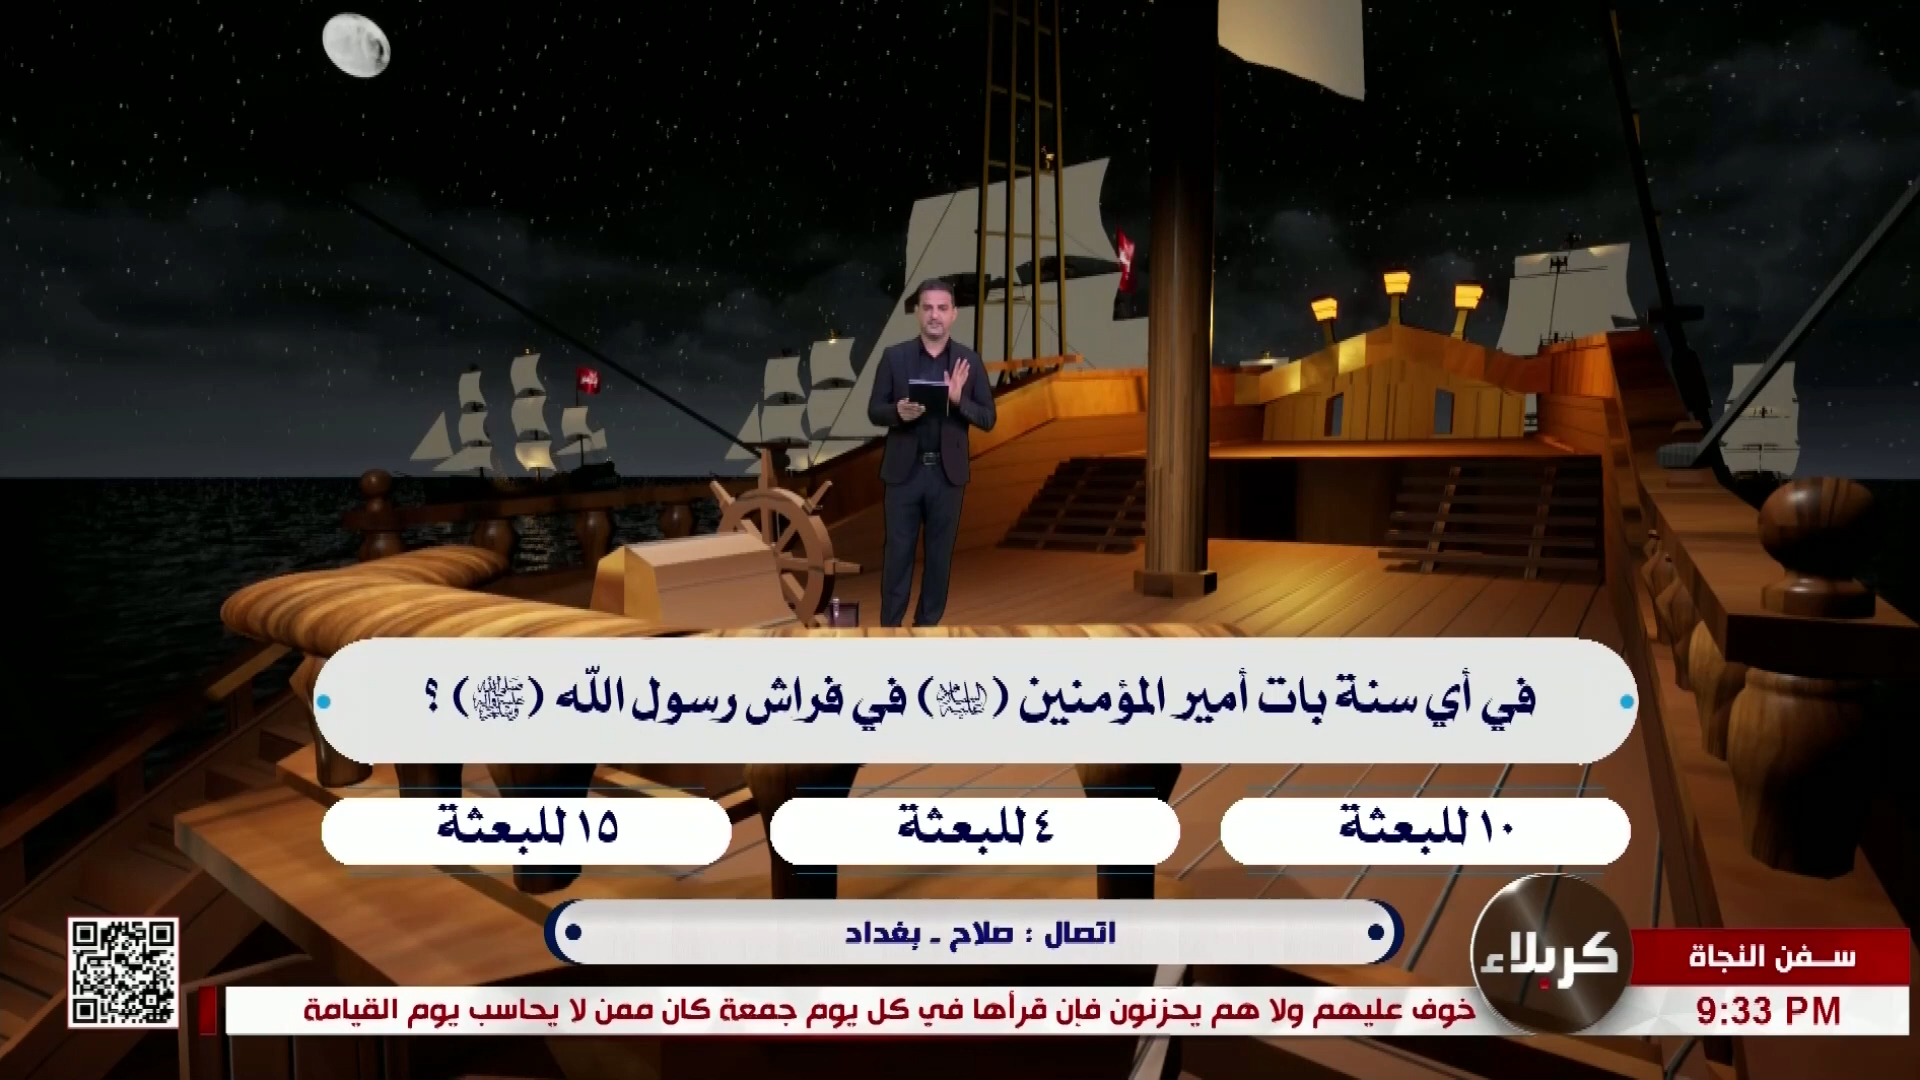 في أي سنة بات أمير المؤمنين (عليه السلام) في فراش رسول الله (صلى الله عليه وآله وسلم) ؟
١٠ للبعثة
٤ للبعثة
١٥ للبعثة
اتصال : صلاح - بغداد
كربلاء
سفن النجاة
خوف عليهم ولا هم يحزنون فإن قرأها في كل يوم جمعة كان ممن لا يحاسب يوم القيامة
9:33 PM